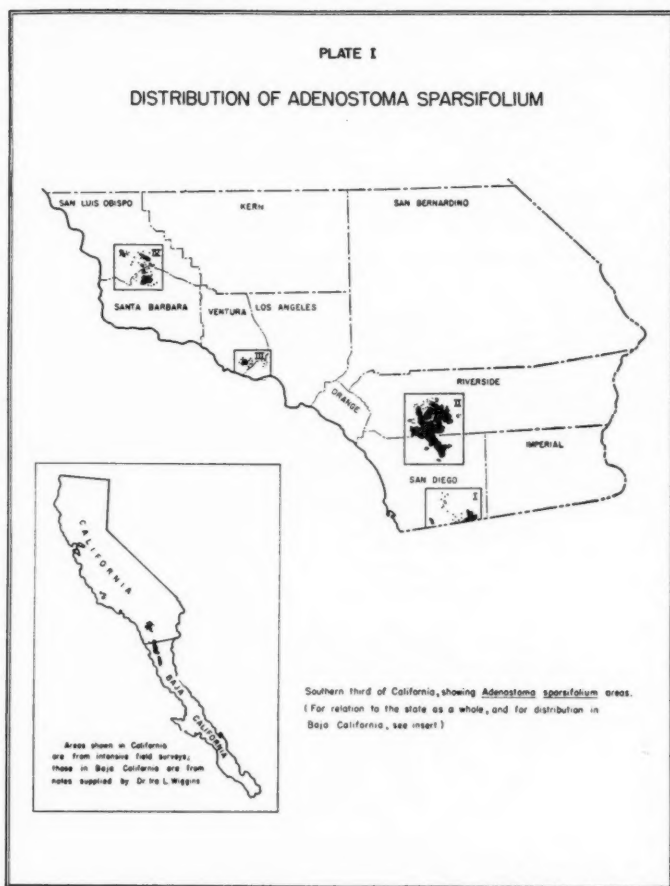 PLATE I
DISTRIBUTION OF ADENOSTOMA SPARSIFOLIUM
SAN LUIS OBISPO
KERN
SAN BERNARDINO
IV
SANTA BARBARA
VENTURA
LOS ANGELES
III
ORANGE
RIVERSIDE
II
IMPERIAL
SAN DIEGO
I
CALIFORNIA
BAJA
CALIFORNIA
Areas shown in California
are from intensive field surveys;
those in Baja California are from
notes supplied by Dr. Ira L. Wiggins
Southern third of California, showing Adenostoma sparsifolium areas.
(For relation to the state as a whole, and for distribution in
Baja California, see insert)